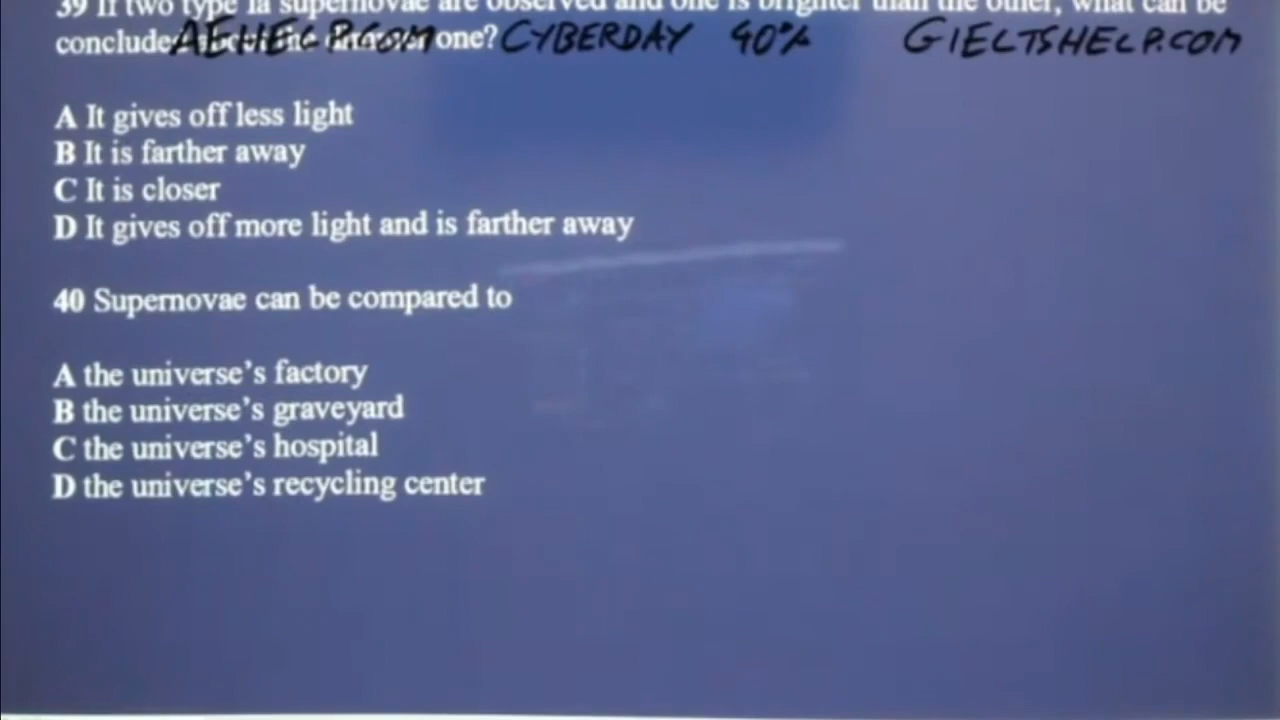 39 If two type Ia supernovae are observed and one is brighter than the other, what can be
conclude one? AEHELP.COM CYBERDAY 40% GIELTSHELP.COM
A It gives off less light
B It is farther away
C It is closer
D It gives off more light and is farther away
40 Supernovae can be compared to
A the universe's factory
B the universe's graveyard
C the universe's hospital
D the universe's recycling center